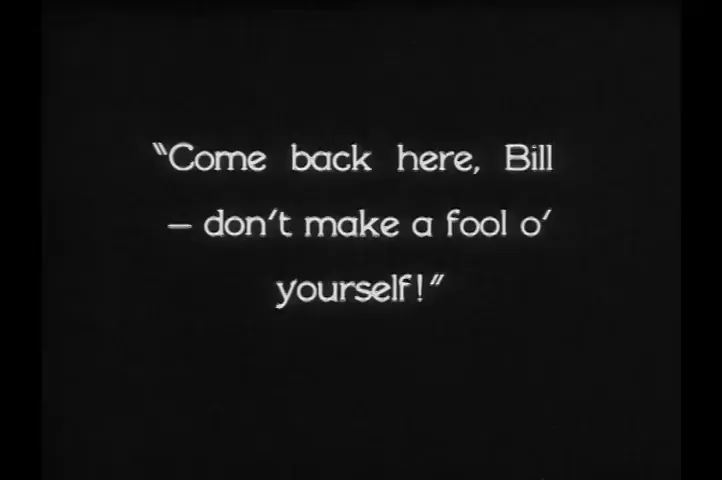 “Come back here, Bill
— don't make a fool o'
yourself!”